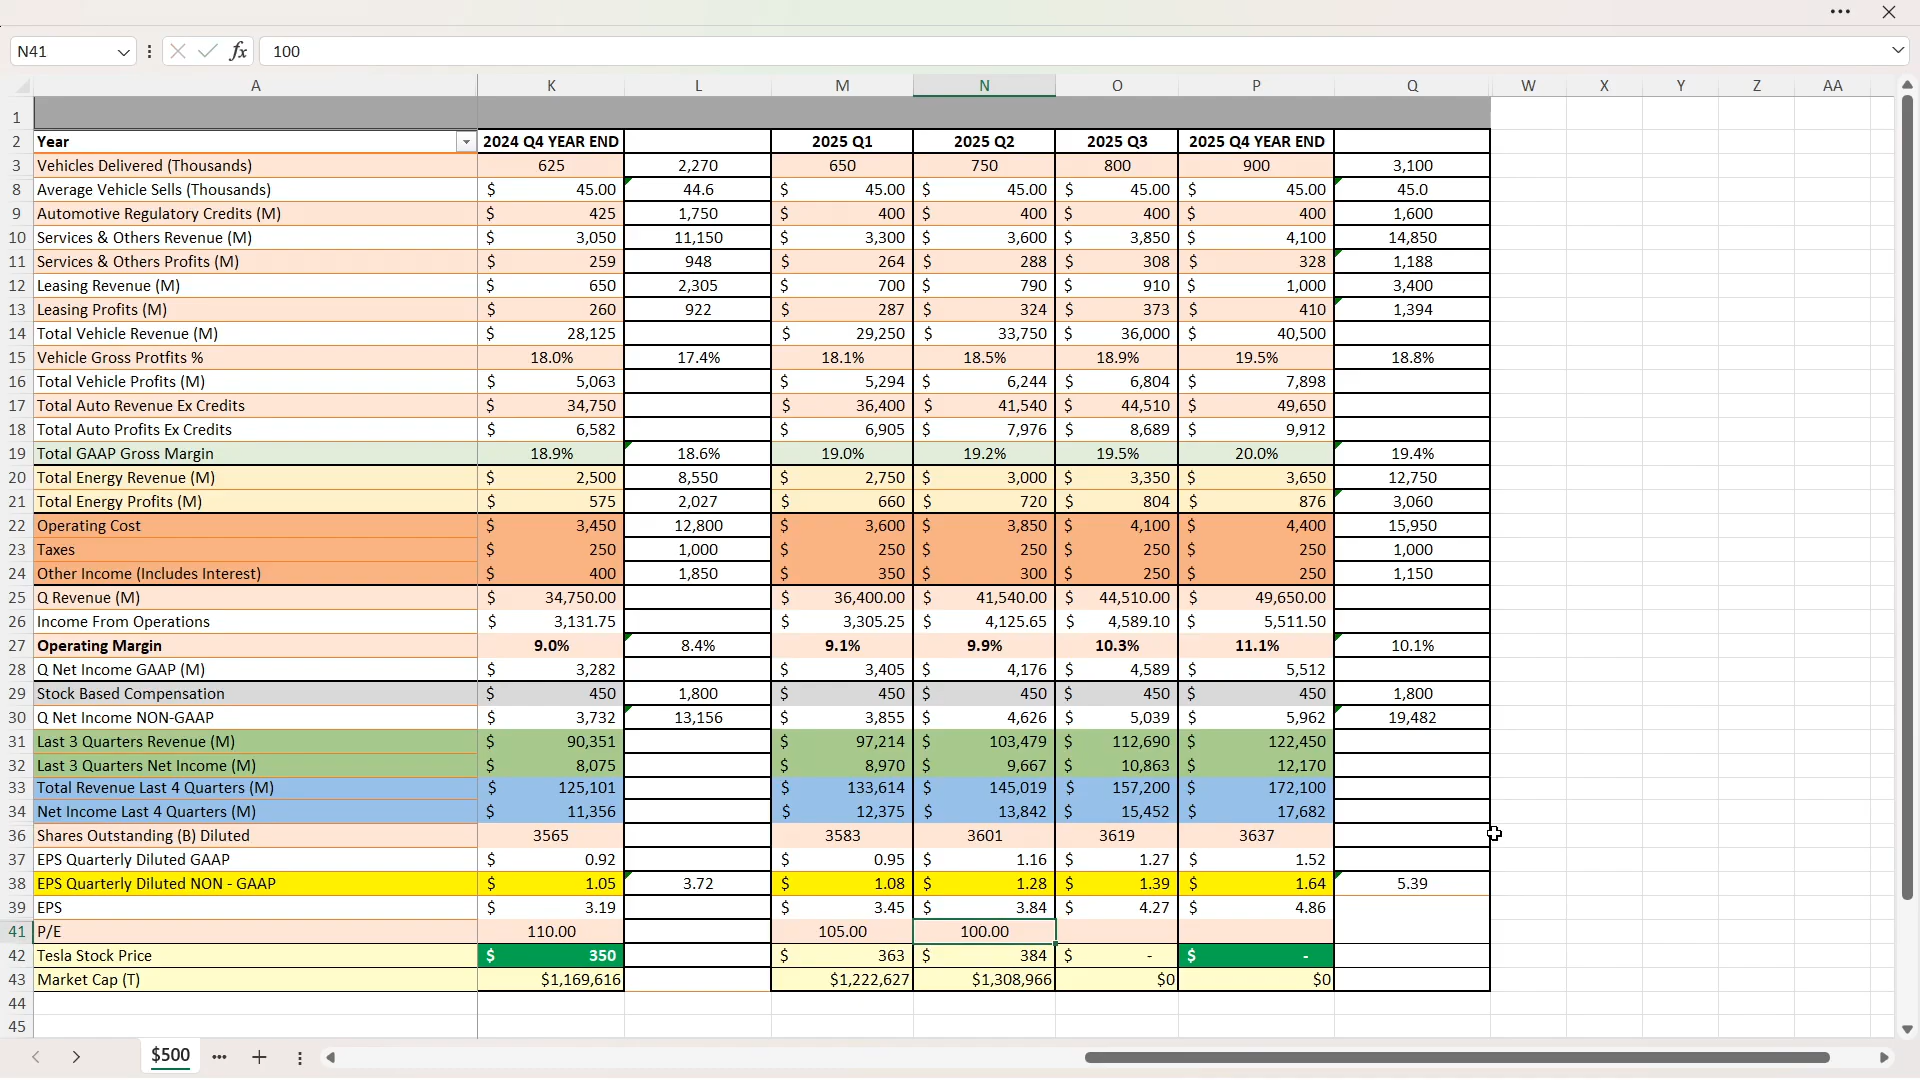 N41 fx 100
A K L M N O P Q W X Y Z AA
1
2 Year 2024 Q4 YEAR END 2025 Q1 2025 Q2 2025 Q3 2025 Q4 YEAR END
3 Vehicles Delivered (Thousands) 625 2,270 650 750 800 900 3,100
8 Average Vehicle Sells (Thousands) $ 45.00 44.6 $ 45.00 $ 45.00 $ 45.00 $ 45.00 45.0
9 Automotive Regulatory Credits (M) $ 425 1,750 $ 400 $ 400 $ 400 $ 400 1,600
10 Services & Others Revenue (M) $ 3,050 11,150 $ 3,300 $ 3,600 $ 3,850 $ 4,100 14,850
11 Services & Others Profits (M) $ 259 948 $ 264 $ 288 $ 308 $ 328 1,188
12 Leasing Revenue (M) $ 650 2,305 $ 700 $ 790 $ 910 $ 1,000 3,400
13 Leasing Profits (M) $ 260 922 $ 287 $ 324 $ 373 $ 410 1,394
14 Total Vehicle Revenue (M) $ 28,125 $ 29,250 $ 33,750 $ 36,000 $ 40,500
15 Vehicle Gross Protfits % 18.0% 17.4% 18.1% 18.5% 18.9% 19.5% 18.8%
16 Total Vehicle Profits (M) $ 5,063 $ 5,294 $ 6,244 $ 6,804 $ 7,898
17 Total Auto Revenue Ex Credits $ 34,750 $ 36,400 $ 41,540 $ 44,510 $ 49,650
18 Total Auto Profits Ex Credits $ 6,582 $ 6,905 $ 7,976 $ 8,689 $ 9,912
19 Total GAAP Gross Margin 18.9% 18.6% 19.0% 19.2% 19.5% 20.0% 19.4%
20 Total Energy Revenue (M) $ 2,500 8,550 $ 2,750 $ 3,000 $ 3,350 $ 3,650 12,750
21 Total Energy Profits (M) $ 575 2,027 $ 660 $ 720 $ 804 $ 876 3,060
22 Operating Cost $ 3,450 12,800 $ 3,600 $ 3,850 $ 4,100 $ 4,400 15,950
23 Taxes $ 250 1,000 $ 250 $ 250 $ 250 $ 250 1,000
24 Other Income (Includes Interest) $ 400 1,850 $ 350 $ 300 $ 250 $ 250 1,150
25 Q Revenue (M) $ 34,750.00 $ 36,400.00 $ 41,540.00 $ 44,510.00 $ 49,650.00
26 Income From Operations $ 3,131.75 $ 3,305.25 $ 4,125.65 $ 4,589.10 $ 5,511.50
27 Operating Margin 9.0% 8.4% 9.1% 9.9% 10.3% 11.1% 10.1%
28 Q Net Income GAAP (M) $ 3,282 $ 3,405 $ 4,176 $ 4,589 $ 5,512
29 Stock Based Compensation $ 450 1,800 $ 450 $ 450 $ 450 $ 450 1,800
30 Q Net Income NON-GAAP $ 3,732 13,156 $ 3,855 $ 4,626 $ 5,039 $ 5,962 19,482
31 Last 3 Quarters Revenue (M) $ 90,351 $ 97,214 $ 103,479 $ 112,690 $ 122,450
32 Last 3 Quarters Net Income (M) $ 8,075 $ 8,970 $ 9,667 $ 10,863 $ 12,170
33 Total Revenue Last 4 Quarters (M) $ 125,101 $ 133,614 $ 145,019 $ 157,200 $ 172,100
34 Net Income Last 4 Quarters (M) $ 11,356 $ 12,375 $ 13,842 $ 15,452 $ 17,682
36 Shares Outstanding (B) Diluted 3565 3583 3601 3619 3637
37 EPS Quarterly Diluted GAAP $ 0.92 $ 0.95 $ 1.16 $ 1.27 $ 1.52
38 EPS Quarterly Diluted NON - GAAP $ 1.05 3.72 $ 1.08 $ 1.28 $ 1.39 $ 1.64 5.39
39 EPS $ 3.19 $ 3.45 $ 3.84 $ 4.27 $ 4.86
41 P/E 110.00 105.00 100.00
42 Tesla Stock Price $ 350 $ 363 $ 384 $ - $ -
43 Market Cap (T) $1,169,616 $1,222,627 $1,308,966 $0 $0
44
45
$500